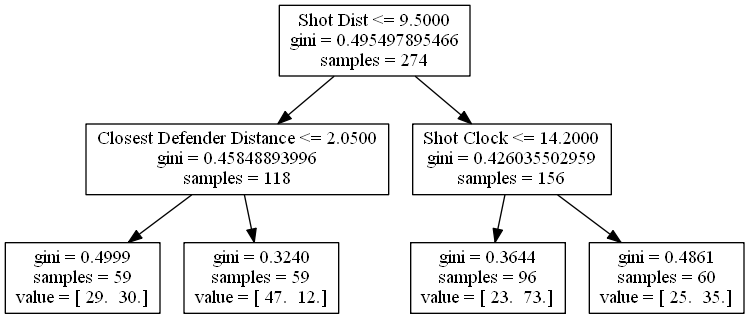 Shot Dist <= 9.5000
gini = 0.495497895466
samples = 274
Closest Defender Distance <= 2.0500
gini = 0.45848893996
samples = 118
Shot Clock <= 14.2000
gini = 0.426035502959
samples = 156
gini = 0.4999
samples = 59
value = [ 29. 30.]
gini = 0.3240
samples = 59
value = [ 47. 12.]
gini = 0.3644
samples = 96
value = [ 23. 73.]
gini = 0.4861
samples = 60
value = [ 25. 35.]